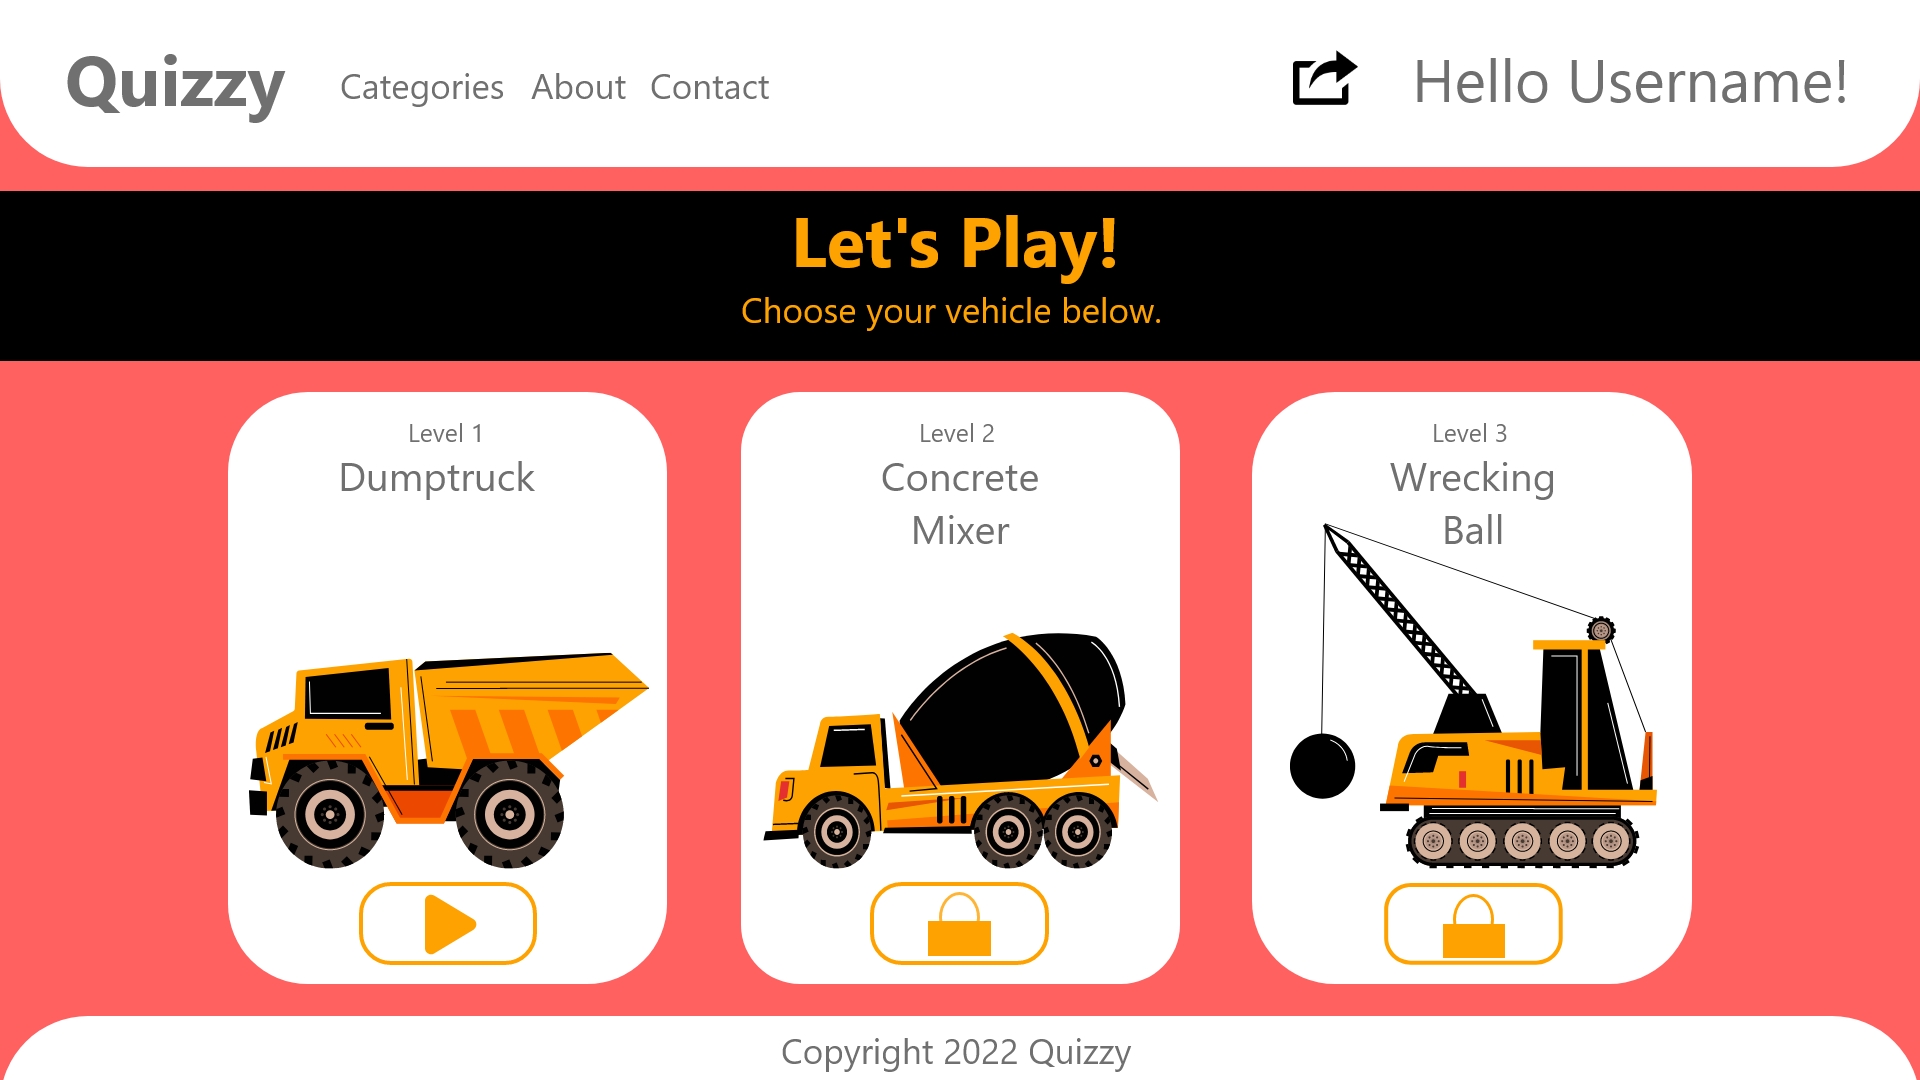 Quizzy Categories About Contact Hello Username!
Let's Play!
Choose your vehicle below.
Level 1
Dumptruck
Level 2
Concrete
Mixer
Level 3
Wrecking
Ball
Copyright 2022 Quizzy